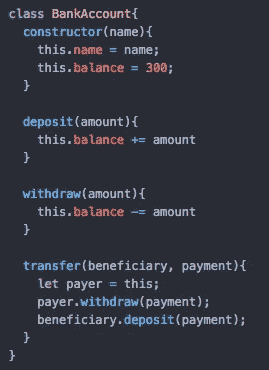 class BankAccount{
  constructor(name){
    this.name = name;
    this.balance = 300;
  }

  deposit(amount){
    this.balance += amount
  }

  withdraw(amount){
    this.balance -= amount
  }

  transfer(beneficiary, payment){
    let payer = this;
    payer.withdraw(payment);
    beneficiary.deposit(payment);
  }
}